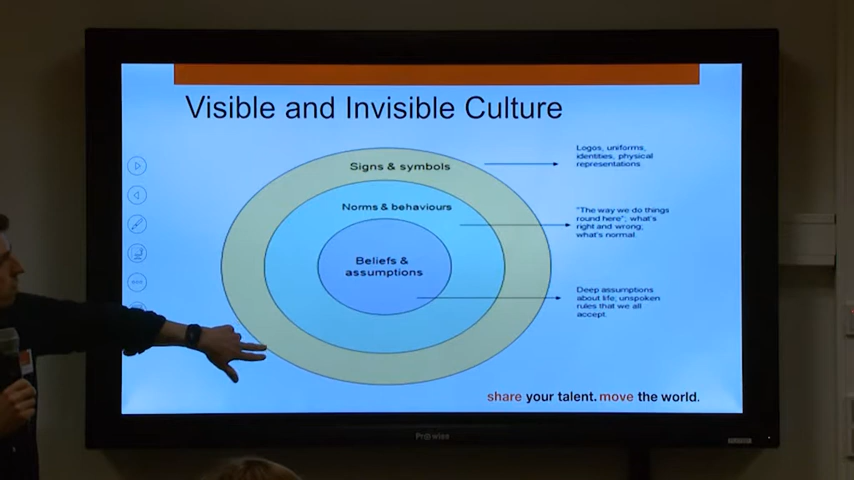 Visible and Invisible Culture
Signs & symbols
Norms & behaviours
Beliefs &
assumptions
Logos, uniforms,
identities, physical
representations
"The way we do things
round here"; what's
right and wrong,
what's normal.
Deep assumptions
about life; unspoken
rules that we all
accept.
share your talent. move the world.
Prowise